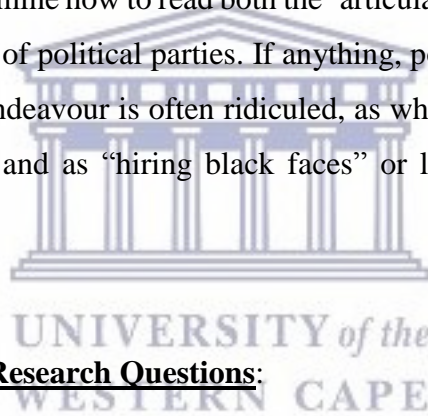 how to read both the “articula
of political parties. If anything, po
ndeavour is often ridiculed, as wh
and as “hiring black faces” or l
UNIVERSITY of the
Research Questions:
WESTERN CAPE